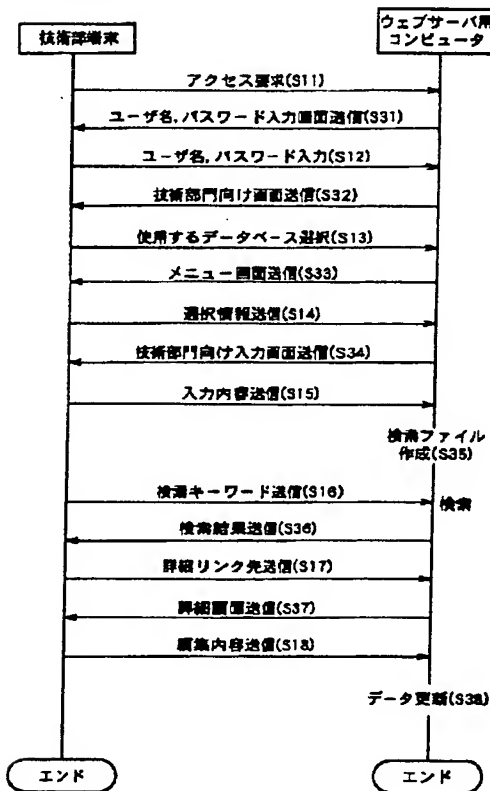 技術部端末
ウェブサーバ用
コンピュータ
アクセス要求(S11)
ユーザ名,パスワード入力画面送信(S31)
ユーザ名,パスワード入力(S12)
技術部門向け画面送信(S32)
使用するデータベース選択(S13)
メニュー画面送信(S33)
選択情報送信(S14)
技術部門向け入力画面送信(S34)
入力内容送信(S15)
検索ファイル
作成(S35)
検索キーワード送信(S16)
検索
検索結果送信(S36)
詳細リンク先送信(S17)
詳細画面送信(S37)
編集内容送信(S18)
データ更新(S38)
エンド
エンド